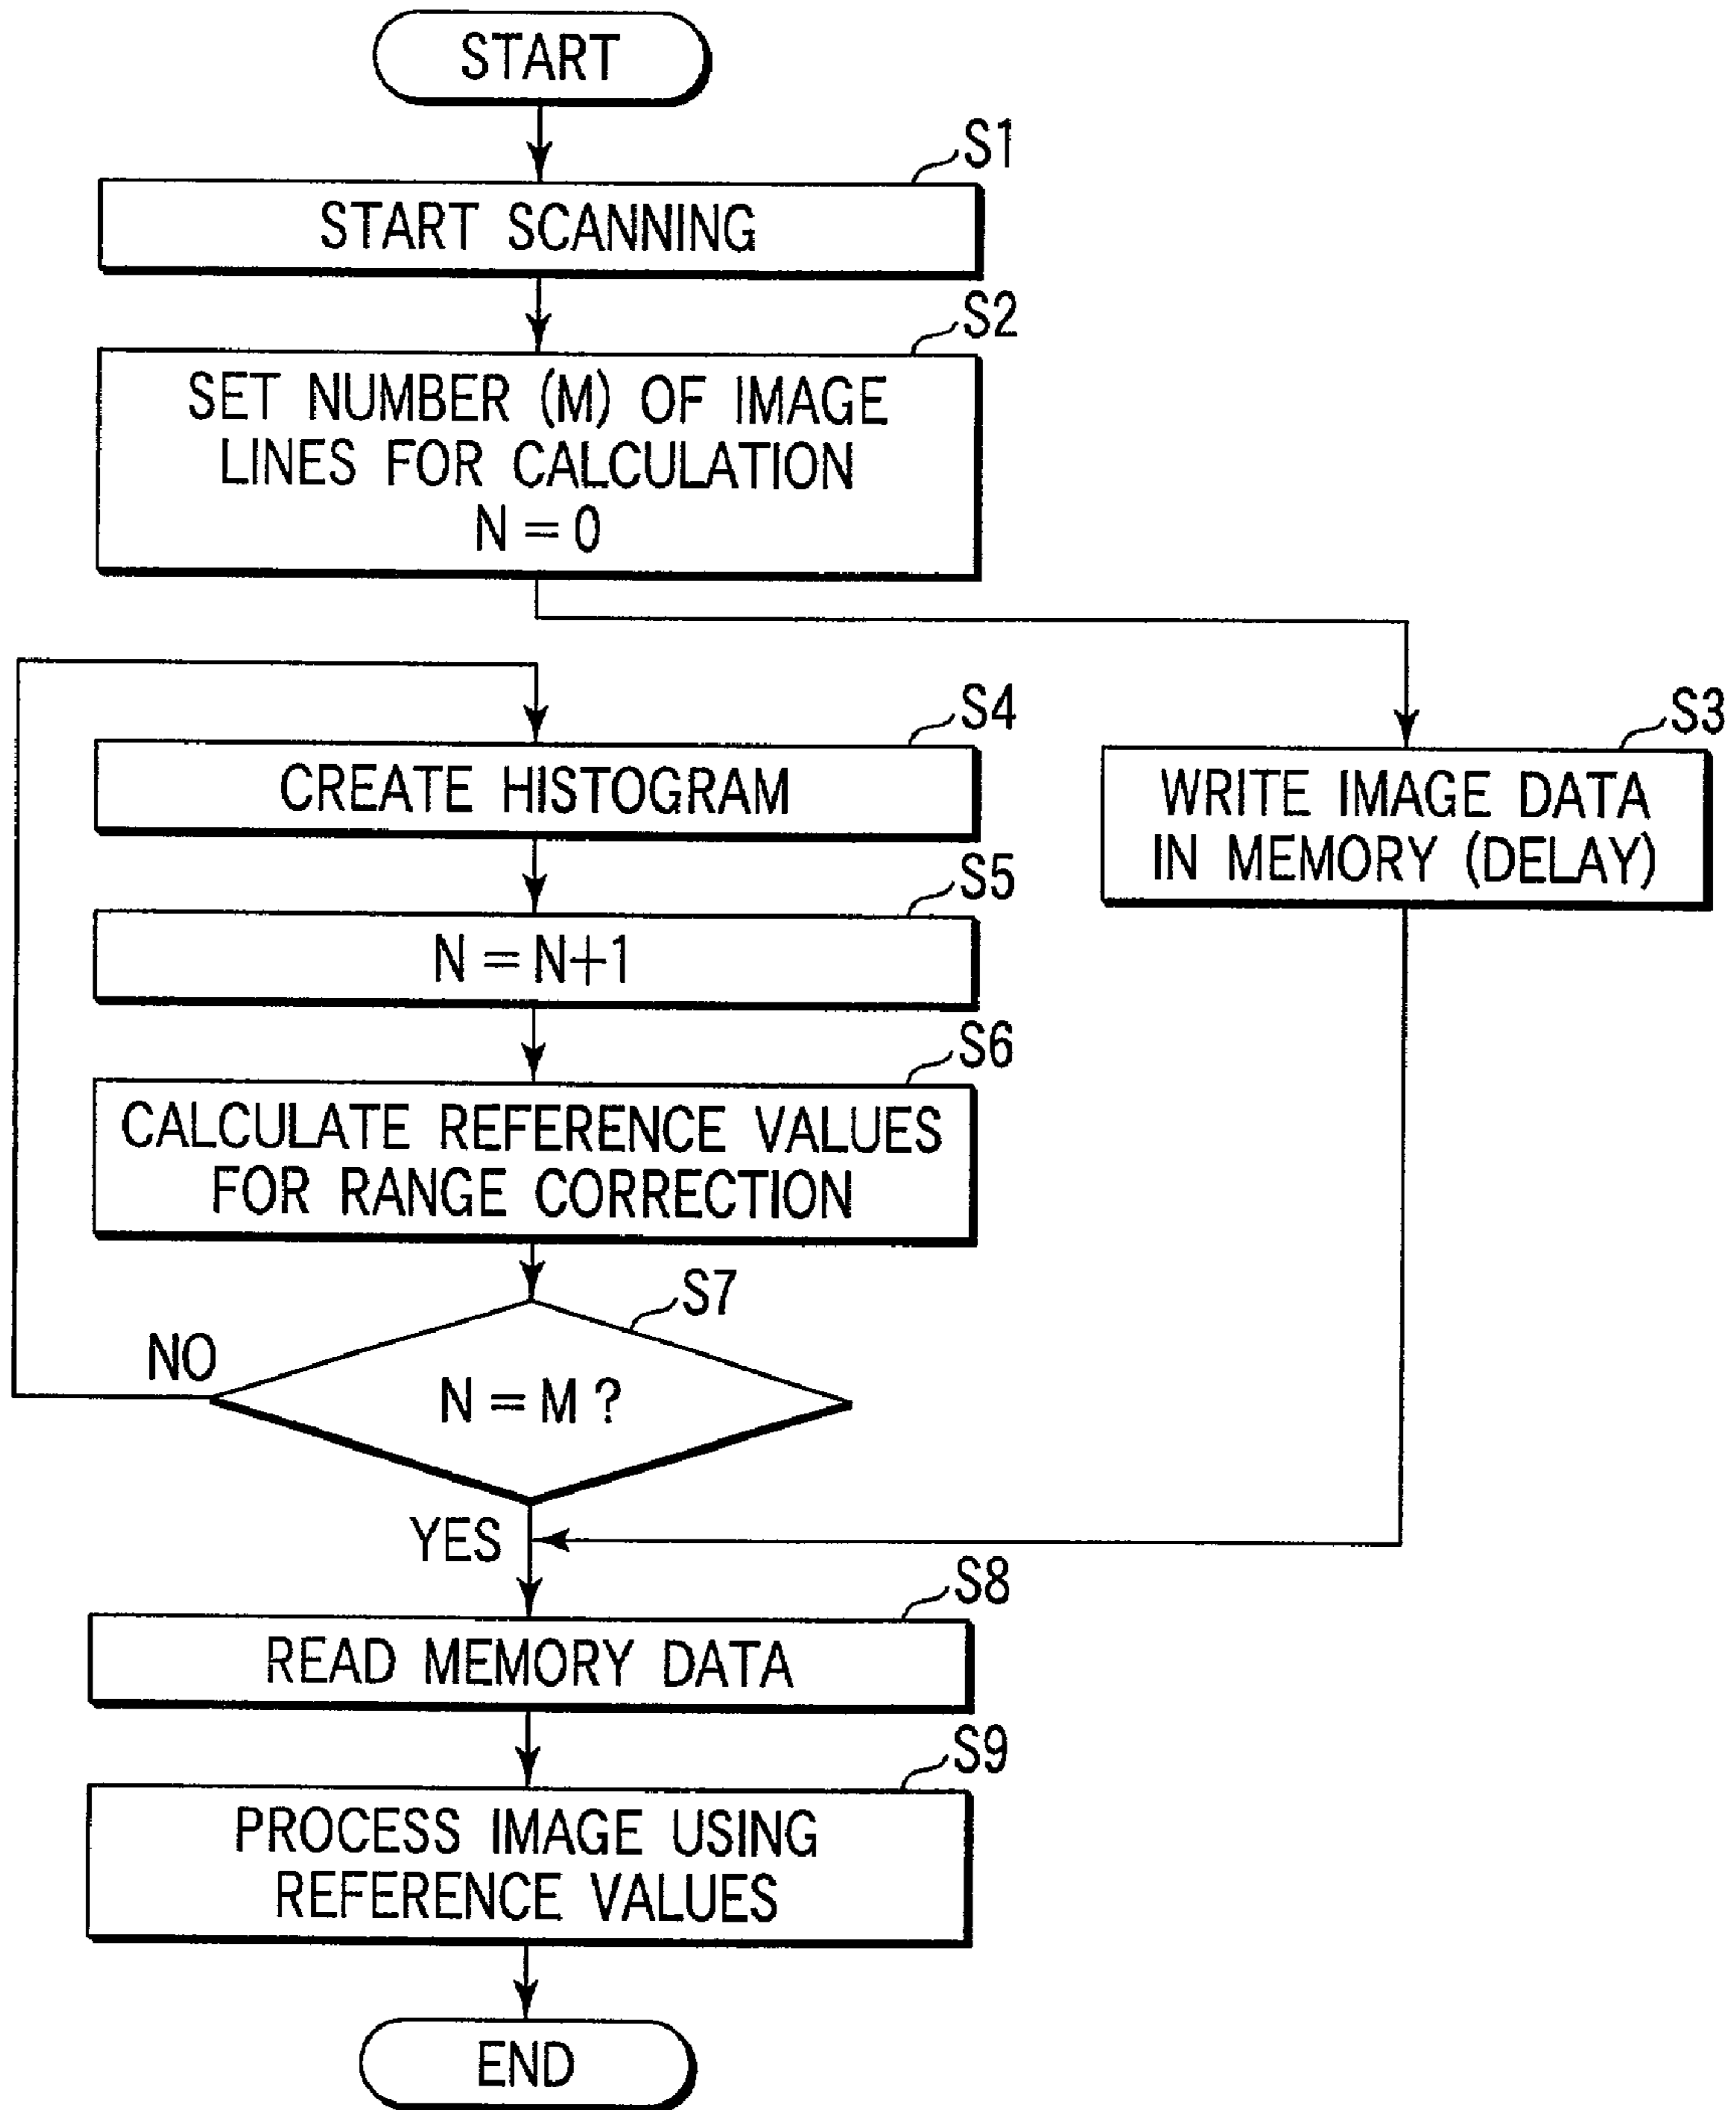 START
S1
START SCANNING
S2
SET NUMBER (M) OF IMAGE
LINES FOR CALCULATION
N = 0
S4
CREATE HISTOGRAM
S3
WRITE IMAGE DATA
IN MEMORY (DELAY)
S5
N = N+1
S6
CALCULATE REFERENCE VALUES
FOR RANGE CORRECTION
S7
NO
N = M ?
YES
S8
READ MEMORY DATA
S9
PROCESS IMAGE USING
REFERENCE VALUES
END